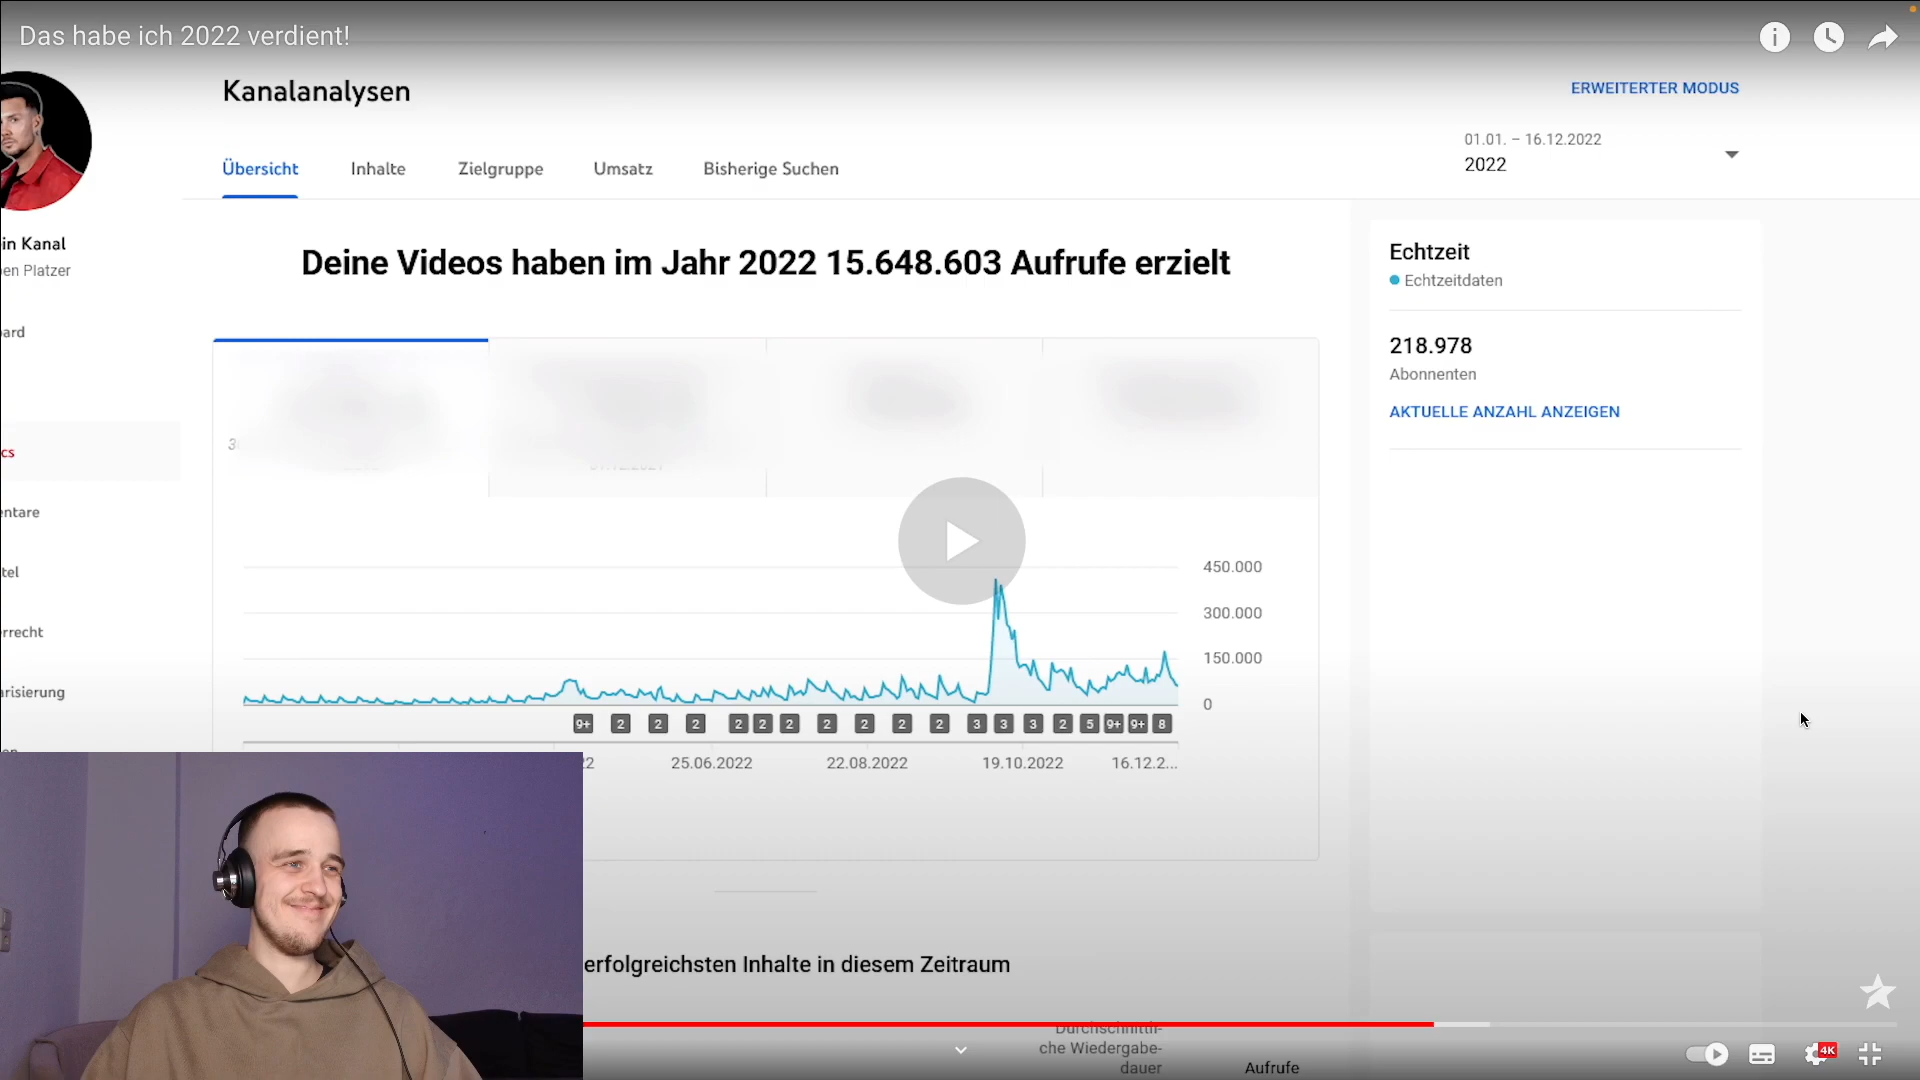 Das habe ich 2022 verdient!
Kanalanalysen
ERWEITERTER MODUS
01.01. – 16.12.2022
2022
Übersicht
Inhalte
Zielgruppe
Umsatz
Bisherige Suchen
in Kanal
en Platzer
ard
cs
entare
tel
rrecht
arisierung
Deine Videos haben im Jahr 2022 15.648.603 Aufrufe erzielt
Echtzeit
Echtzeitdaten
218.978
Abonnenten
AKTUELLE ANZAHL ANZEIGEN
450.000
300.000
150.000
0
9+ 2 2 2 2 2 2 2 2 2 2 3 3 3 2 5 9+ 9+ 8
22 25.06.2022 22.08.2022 19.10.2022 16.12.2...
erfolgreichsten Inhalte in diesem Zeitraum
Durchschnittli-
che Wiedergabe-
dauer
Aufrufe
4K